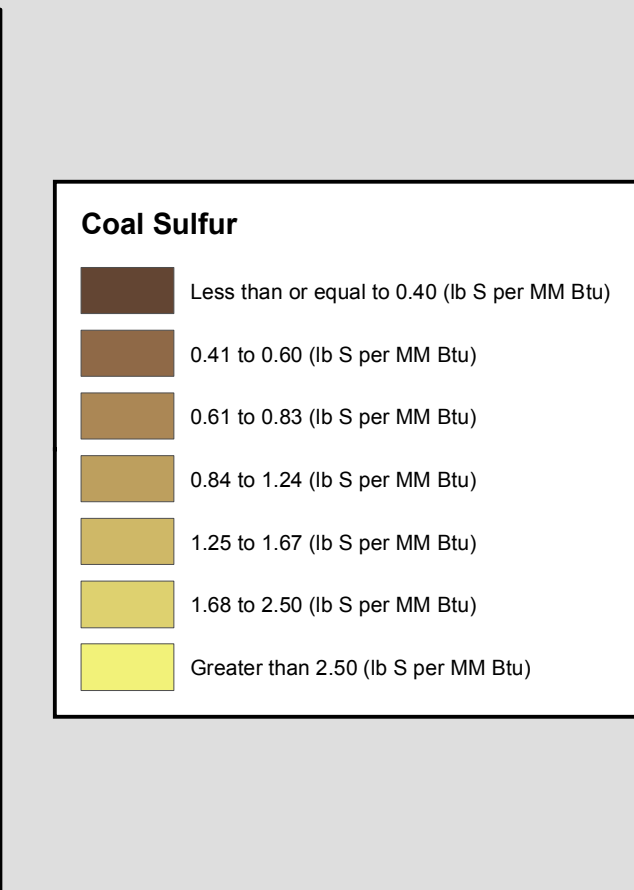 Coal Sulfur
Less than or equal to 0.40 (lb S per MM Btu)
0.41 to 0.60 (lb S per MM Btu)
0.61 to 0.83 (lb S per MM Btu)
0.84 to 1.24 (lb S per MM Btu)
1.25 to 1.67 (lb S per MM Btu)
1.68 to 2.50 (lb S per MM Btu)
Greater than 2.50 (lb S per MM Btu)